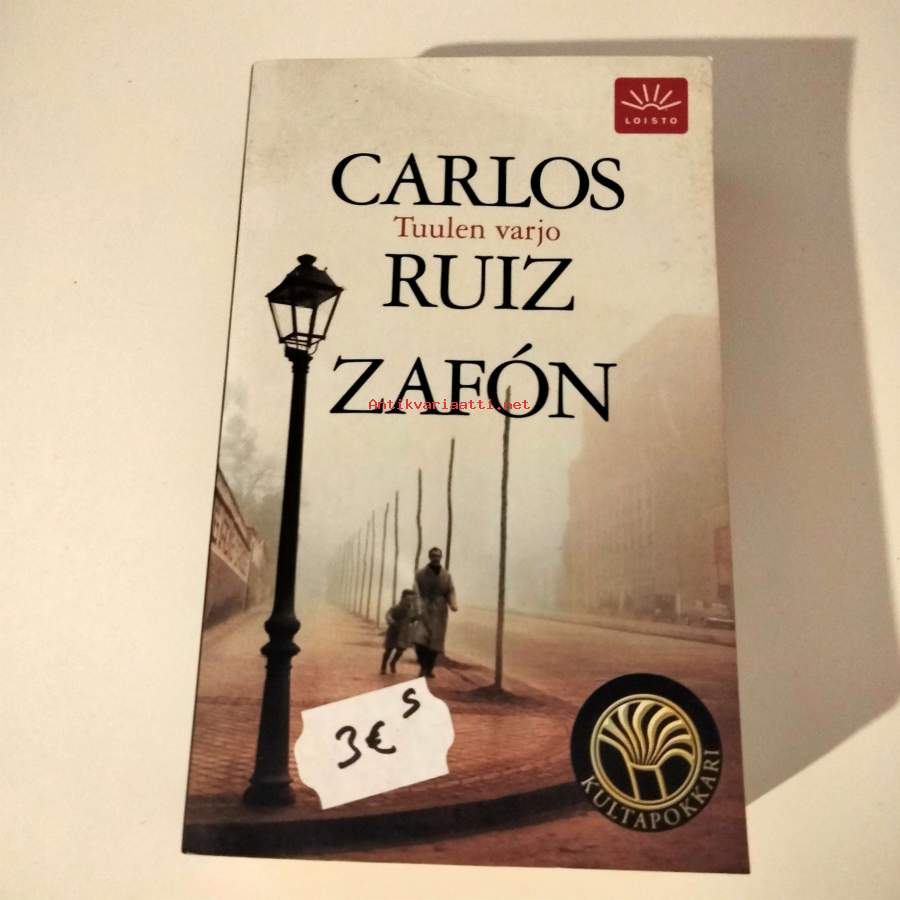 LOISTO
CARLOS
Tuulen varjo
RUIZ
ZAFÓN
Antikvariaatti.net
3€ S
KULTAPOKKARI